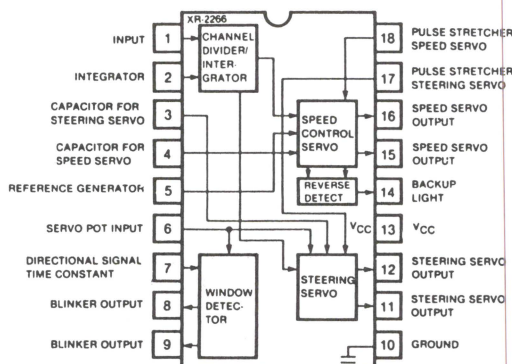 XR-2266
1
INPUT
2
INTEGRATOR
3
CAPACITOR FOR
STEERING SERVO
4
CAPACITOR FOR
SPEED SERVO
5
REFERENCE GENERATOR
6
SERVO POT INPUT
7
DIRECTIONAL SIGNAL
TIME CONSTANT
8
BLINKER OUTPUT
9
BLINKER OUTPUT
CHANNEL
DIVIDER/
INTER-
GRATOR
SPEED
CONTROL
SERVO
REVERSE
DETECT
VCC
STEERING
SERVO
WINDOW
DETEC-
TOR
18
PULSE STRETCHER
SPEED SERVO
17
PULSE STRETCHER
STEERING SERVO
16
SPEED SERVO
OUTPUT
15
SPEED SERVO
OUTPUT
14
BACKUP
LIGHT
13
VCC
12
STEERING SERVO
OUTPUT
11
STEERING SERVO
OUTPUT
10
GROUND